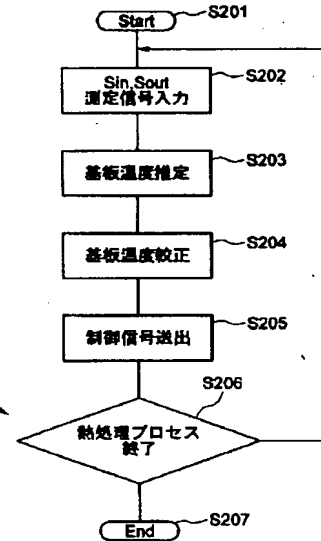 Start
S201
Sin,Sout
測定信号入力
S202
基板温度推定
S203
基板温度較正
S204
制御信号送出
S205
S206
熱処理プロセス
終了
End
S207